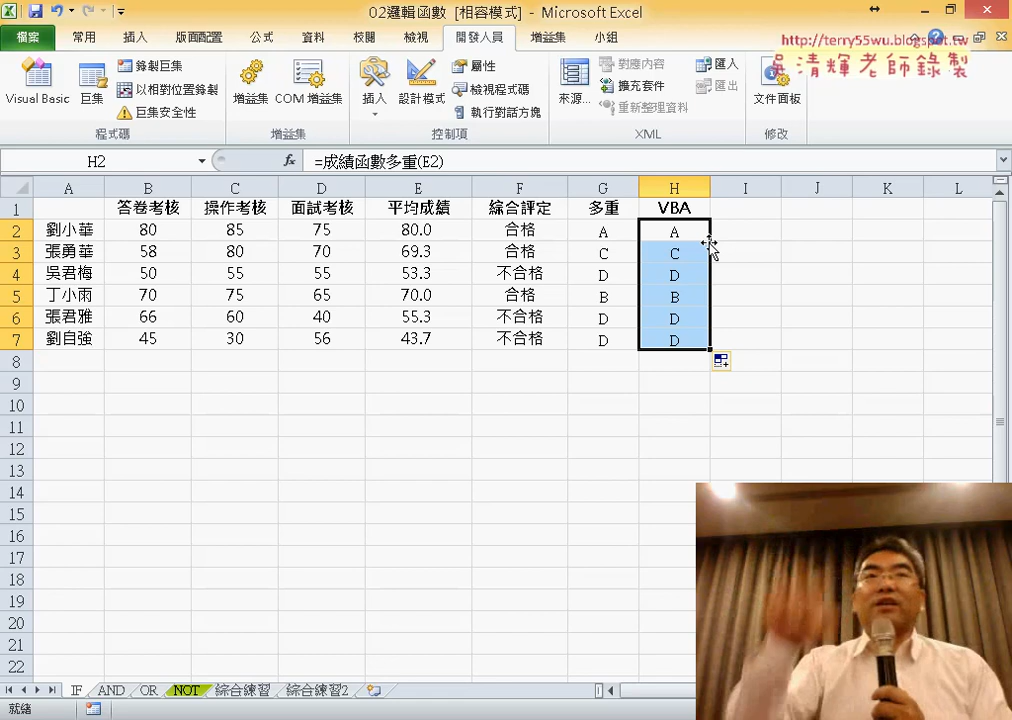 02邏輯函數 [相容模式] - Microsoft Excel
檔案 常用 插入 版面配置 公式 資料 校閱 檢視 開發人員 增益集 小組
http://terry55wu.blogspot.tw
吳清輝老師錄製
Visual Basic 巨集 錄製巨集 以相對位置錄製 巨集安全性 增益集 COM 增益集 插入 設計模式 屬性 檢視程式碼 執行對話方塊 來源... 對應內容 擴充套件 重新整理資料 匯入 匯出 文件面板
程式碼 增益集 控制項 XML 修改
H2 fx =成績函數多重(E2)
A B C D E F G H I J K L
1 答卷考核 操作考核 面試考核 平均成績 綜合評定 多重 VBA
2 劉小華 80 85 75 80.0 合格 A A
3 張勇華 58 80 70 69.3 合格 C C
4 吳君梅 50 55 55 53.3 不合格 D D
5 丁小雨 70 75 65 70.0 合格 B B
6 張君雅 66 60 40 55.3 不合格 D D
7 劉自強 45 30 56 43.7 不合格 D D
8
9
10
11
12
13
14
15
16
17
18
19
20
21
22
IF AND OR NOT 綜合練習 綜合練習2
就緒